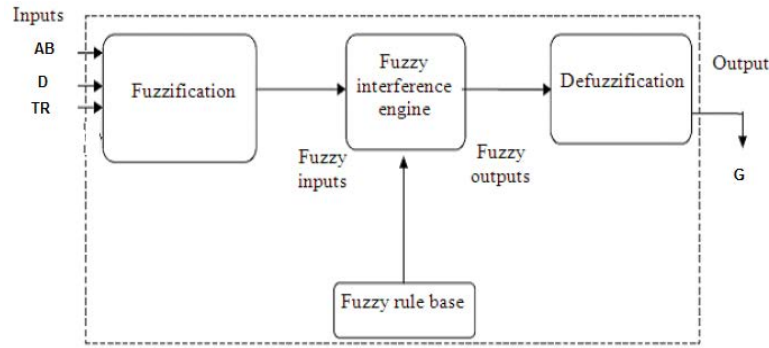 Inputs
AB
D
TR
Fuzzification
Fuzzy
interference
engine
Defuzzification
Output
G
Fuzzy
inputs
Fuzzy
outputs
Fuzzy rule base